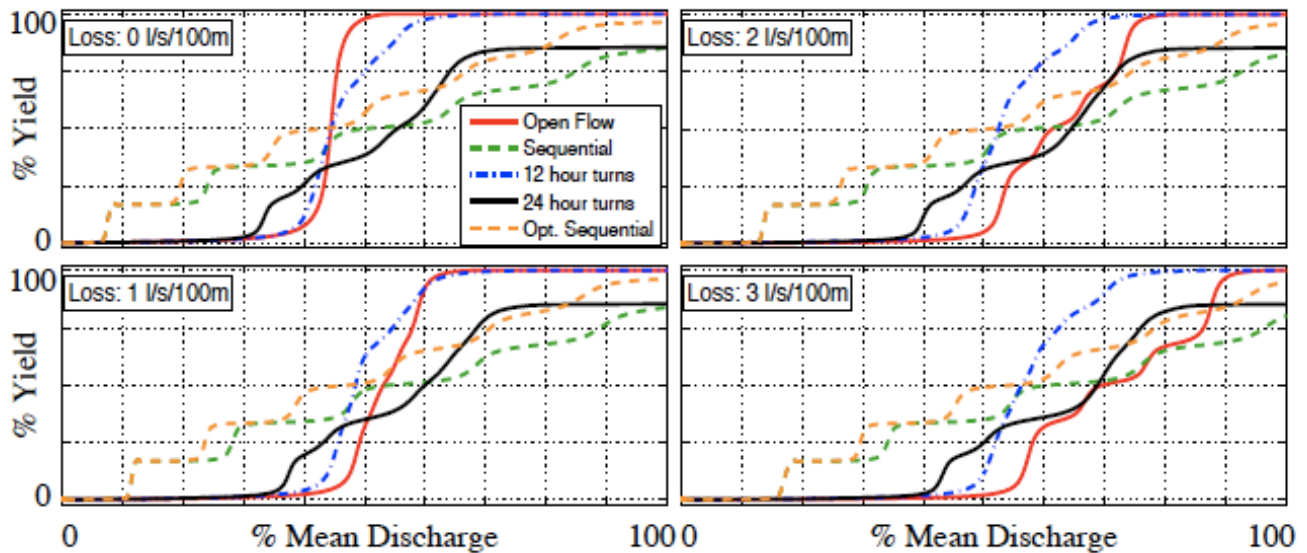 100
Loss: 0 l/s/100m
Loss: 2 l/s/100m
% Yield
Open Flow
Sequential
12 hour turns
24 hour turns
Opt. Sequential
0
100
Loss: 1 l/s/100m
Loss: 3 l/s/100m
% Yield
0
0 % Mean Discharge 100 0 % Mean Discharge 100